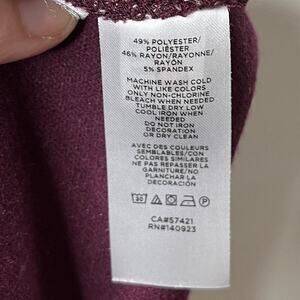 49% POLYESTER/
POLIÉSTER
46% RAYON/RAYONNE/
RAYÓN
5% SPANDEX
MACHINE WASH COLD
WITH LIKE COLORS
ONLY NON-CHLORINE
BLEACH WHEN NEEDED
TUMBLE DRY LOW
COOL IRON WHEN
NEEDED
DO NOT IRON
DECORATION
OR DRY CLEAN
AVEC DES COULEURS
SEMBLABLES/CON
COLORES SIMILARES
NE PAS REPASSER LA
GARNITURE/NO
PLANCHAR LA
DECORACIÓN
30
CA#57421
RN#140923